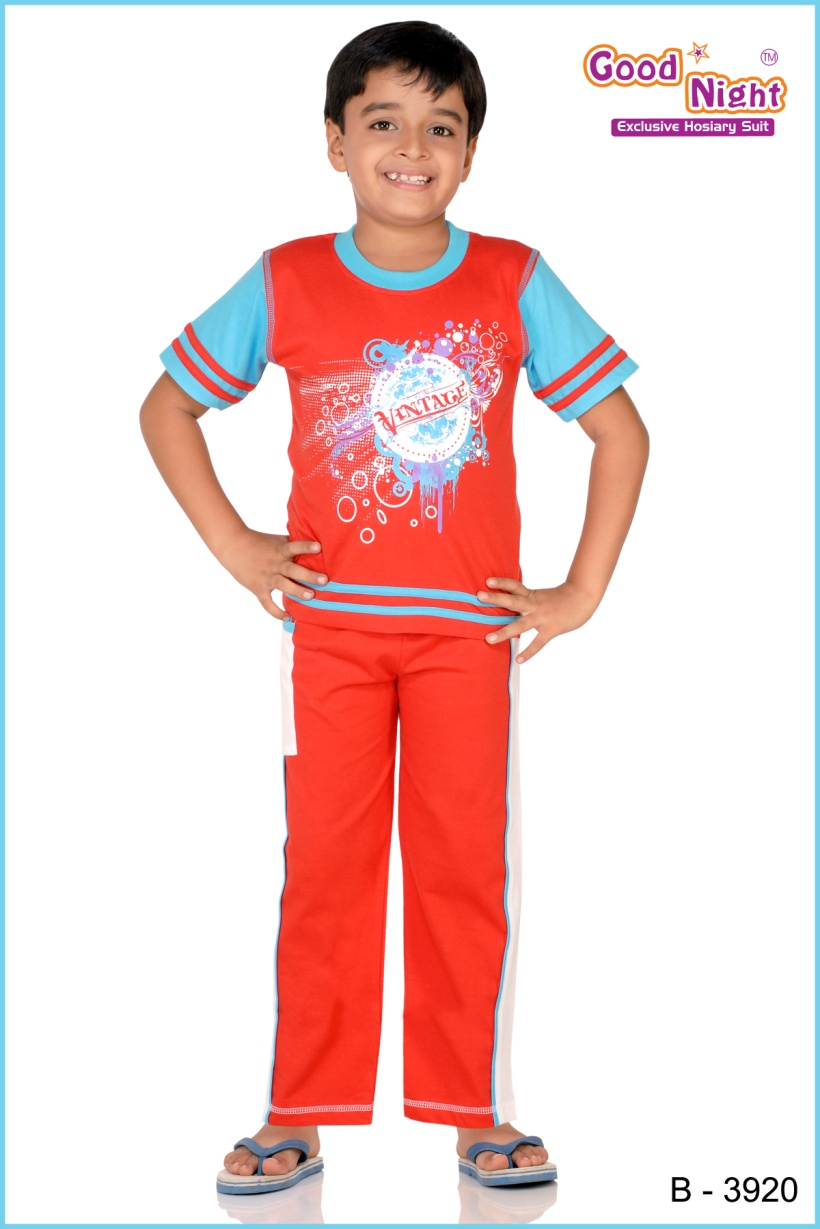 Good
Night
TM
Exclusive Hosiary Suit
VINTAGE
B - 3920